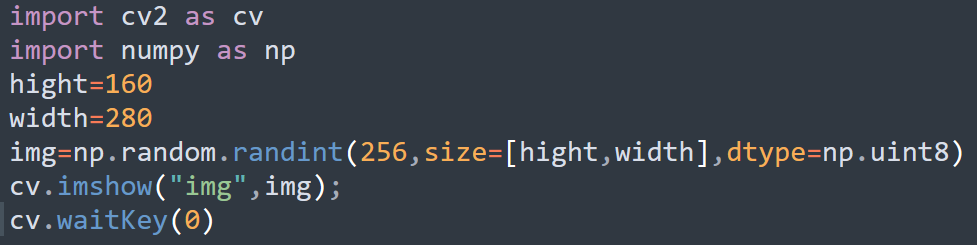 import cv2 as cv
import numpy as np
hight=160
width=280
img=np.random.randint(256,size=[hight,width],dtype=np.uint8)
cv.imshow("img",img);
cv.waitKey(0)